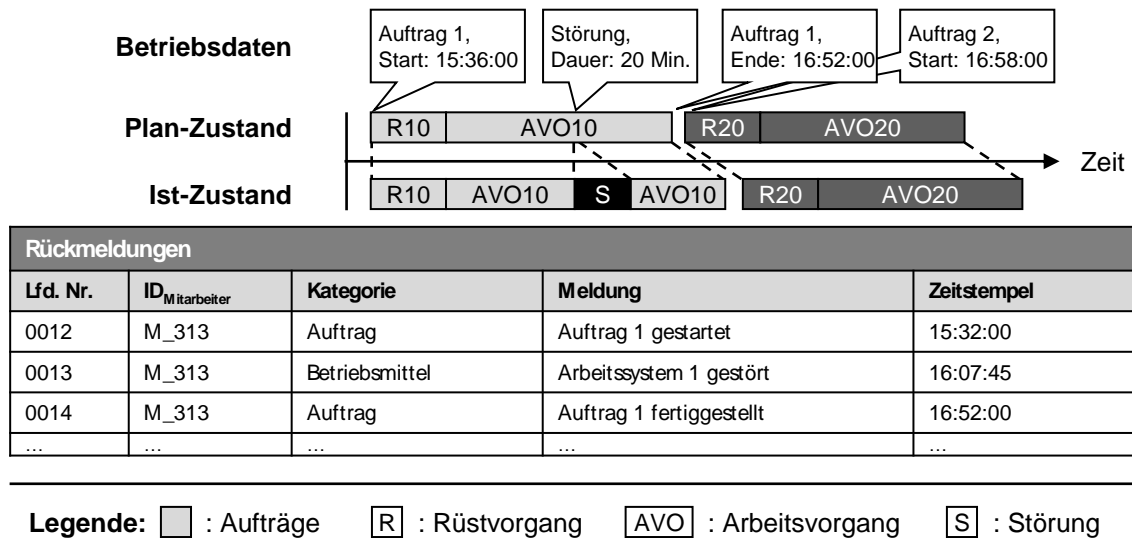 Betriebsdaten
Auftrag 1,
Start: 15:36:00
Störung,
Dauer: 20 Min.
Auftrag 1,
Ende: 16:52:00
Auftrag 2,
Start: 16:58:00
Plan-Zustand
R10 AVO10 R20 AVO20
Zeit
Ist-Zustand
R10 AVO10 S AVO10 R20 AVO20
Rückmeldungen
Lfd. Nr. ID Mitarbeiter Kategorie Meldung Zeitstempel
0012 M_313 Auftrag Auftrag 1 gestartet 15:32:00
0013 M_313 Betriebsmittel Arbeitssystem 1 gestört 16:07:45
0014 M_313 Auftrag Auftrag 1 fertiggestellt 16:52:00
... ... ... ... ...
Legende: : Aufträge R : Rüstvorgang AVO : Arbeitsvorgang S : Störung